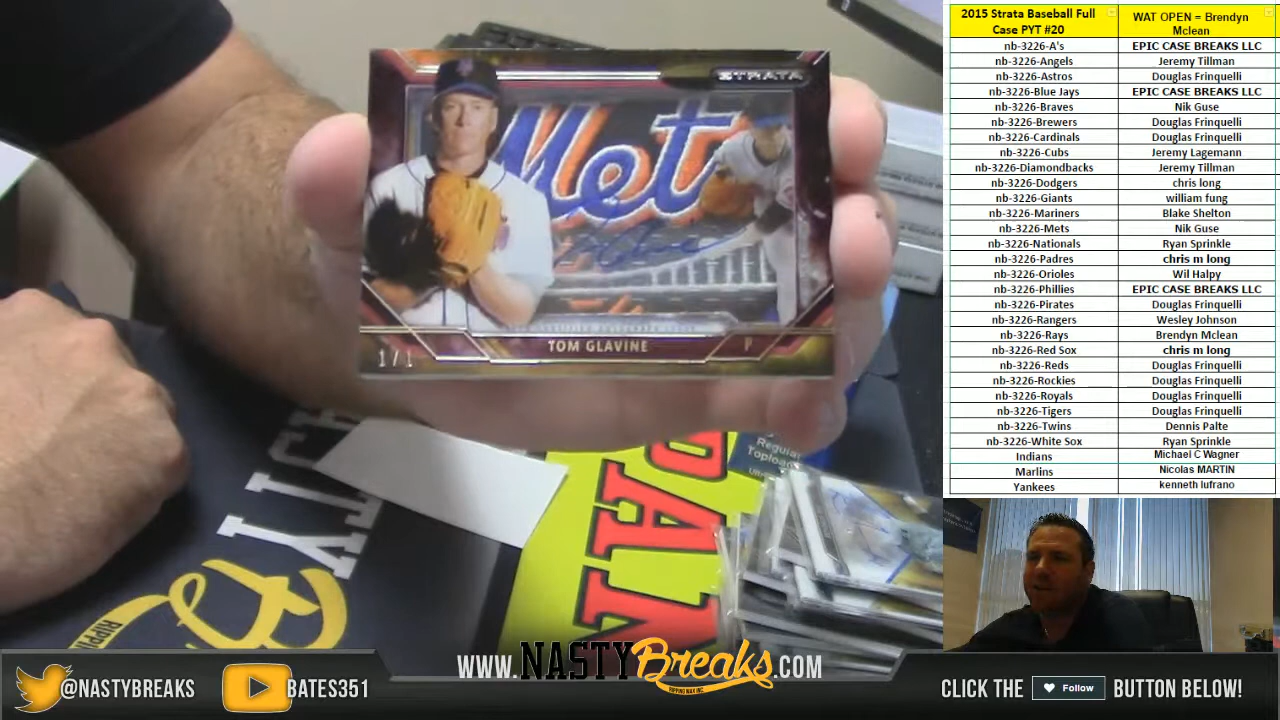 STRATA
Met
TOM GLAVINE
P
1/1
Regular
Toploa
PAN
2015 Strata Baseball Full Case PYT #20
WAT OPEN = Brendyn Mclean
nb-3226-A's EPIC CASE BREAKS LLC
nb-3226-Angels Jeremy Tillman
nb-3226-Astros Douglas Frinquelli
nb-3226-Blue Jays EPIC CASE BREAKS LLC
nb-3226-Braves Nik Guse
nb-3226-Brewers Douglas Frinquelli
nb-3226-Cardinals Douglas Frinquelli
nb-3226-Cubs Jeremy Lagemann
nb-3226-Diamondbacks Jeremy Tillman
nb-3226-Dodgers chris long
nb-3226-Giants william fung
nb-3226-Mariners Blake Shelton
nb-3226-Mets Nik Guse
nb-3226-Nationals Ryan Sprinkle
nb-3226-Padres chris m long
nb-3226-Orioles Wil Halpy
nb-3226-Phillies EPIC CASE BREAKS LLC
nb-3226-Pirates Douglas Frinquelli
nb-3226-Rangers Wesley Johnson
nb-3226-Rays Brendyn Mclean
nb-3226-Red Sox chris m long
nb-3226-Reds Douglas Frinquelli
nb-3226-Rockies Douglas Frinquelli
nb-3226-Royals Douglas Frinquelli
nb-3226-Tigers Douglas Frinquelli
nb-3226-Twins Dennis Palte
nb-3226-White Sox Ryan Sprinkle
Indians Michael C Wagner
Marlins Nicolas MARTIN
Yankees kenneth lufrano
@NASTYBREAKS
BATES351
WWW.NASTYBreaks.COM
RIPPING WAX INC.
CLICK THE Follow BUTTON BELOW!